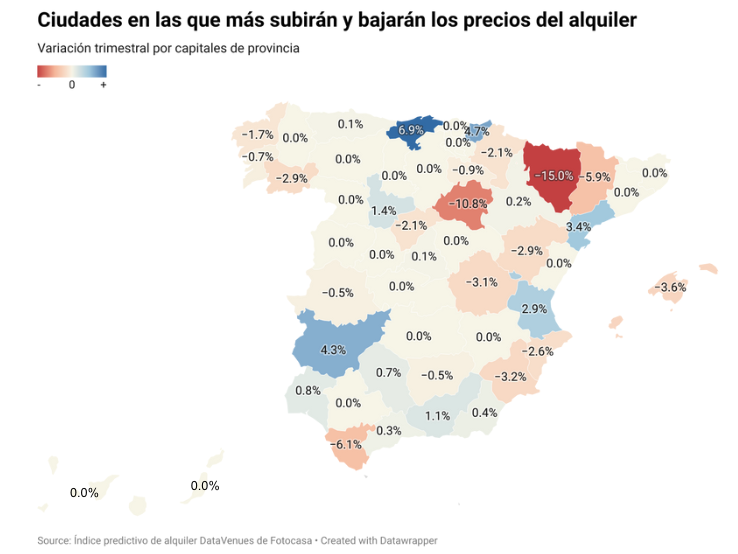 Ciudades en las que más subirán y bajarán los precios del alquiler
Variación trimestral por capitales de provincia
- 0 +
0.1% 6.9% 0.0% 4.7%
−1.7% 0.0% 0.0% −2.1%
−0.7% 0.0% 0.0% 0.0% −0.9% −15.0% −5.9% 0.0%
−2.9% 0.0%
0.0% 1.4% −10.8% 0.2%
−2.1% 3.4%
0.0% 0.0% 0.1% 0.0% −2.9% 0.0%
−0.5% 0.0% −3.1% −3.6%
2.9%
4.3% 0.0% 0.0% −2.6%
0.8% 0.7% −0.5% −3.2%
0.0% 1.1% 0.4%
−6.1% 0.3%
0.0% 0.0%
Source: Índice predictivo de alquiler DataVenues de Fotocasa • Created with Datawrapper